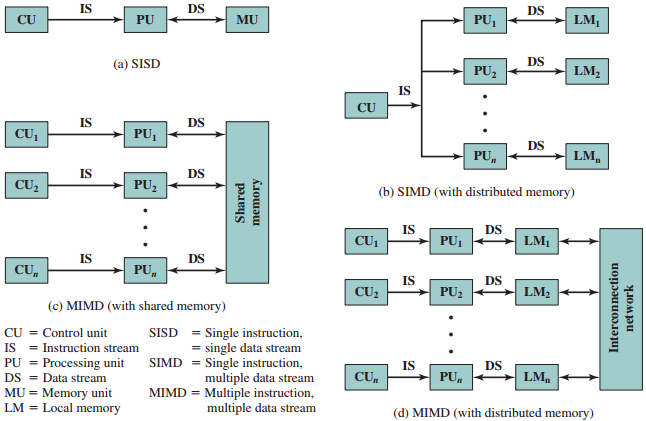 CU IS PU DS MU
(a) SISD
CU IS
PU₁ DS LM₁
PU₂ DS LM₂
PUₙ DS LMₙ
(b) SIMD (with distributed memory)
CU₁ IS PU₁ DS
CU₂ IS PU₂ DS
CUₙ IS PUₙ DS
Shared
memory
(c) MIMD (with shared memory)
CU₁ IS PU₁ DS LM₁
CU₂ IS PU₂ DS LM₂
CUₙ IS PUₙ DS LMₙ
Interconnection
network
(d) MIMD (with distributed memory)
CU = Control unit
IS = Instruction stream
PU = Processing unit
DS = Data stream
MU = Memory unit
LM = Local memory
SISD = Single instruction,
= single data stream
SIMD = Single instruction,
multiple data stream
MIMD = Multiple instruction,
multiple data stream